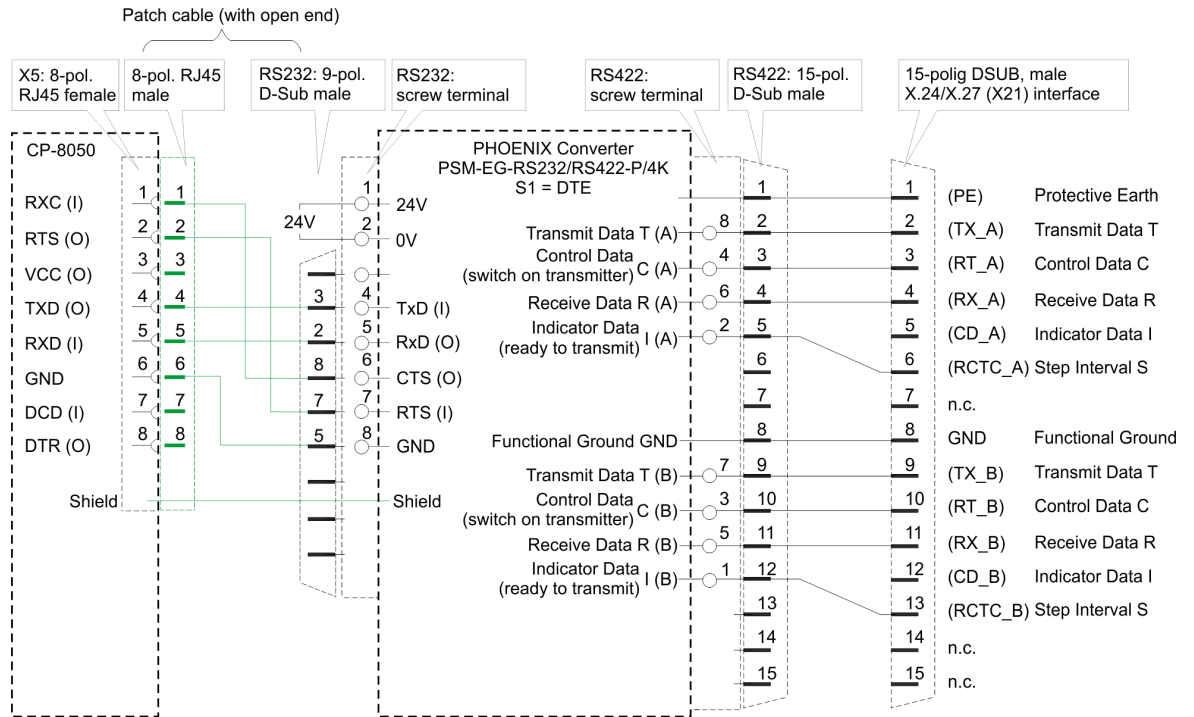 Patch cable (with open end)
X5: 8-pol.
RJ45 female
8-pol. RJ45
male
RS232: 9-pol.
D-Sub male
RS232:
screw terminal
RS422:
screw terminal
RS422: 15-pol.
D-Sub male
15-polig DSUB, male
X.24/X.27 (X21) interface
CP-8050
RXC (I)
RTS (O)
VCC (O)
TXD (O)
RXD (I)
GND
DCD (I)
DTR (O)
Shield
1
2
3
4
5
6
7
8
1
2
3
4
5
6
7
8
24V
3
2
8
7
5
1
2
4
5
6
7
8
PHOENIX Converter
PSM-EG-RS232/RS422-P/4K
S1 = DTE
24V
0V
TxD (I)
RxD (O)
CTS (O)
RTS (I)
GND
Shield
Transmit Data T (A)
Control Data
(switch on transmitter) C (A)
Receive Data R (A)
Indicator Data
(ready to transmit) I (A)
Functional Ground GND
Transmit Data T (B)
Control Data
(switch on transmitter) C (B)
Receive Data R (B)
Indicator Data
(ready to transmit) I (B)
8
4
6
2
7
3
5
1
1
2
3
4
5
6
7
8
9
10
11
12
13
14
15
1 (PE) Protective Earth
2 (TX_A) Transmit Data T
3 (RT_A) Control Data C
4 (RX_A) Receive Data R
5 (CD_A) Indicator Data I
6 (RCTC_A) Step Interval S
7 n.c.
8 GND Functional Ground
9 (TX_B) Transmit Data T
10 (RT_B) Control Data C
11 (RX_B) Receive Data R
12 (CD_B) Indicator Data I
13 (RCTC_B) Step Interval S
14 n.c.
15 n.c.